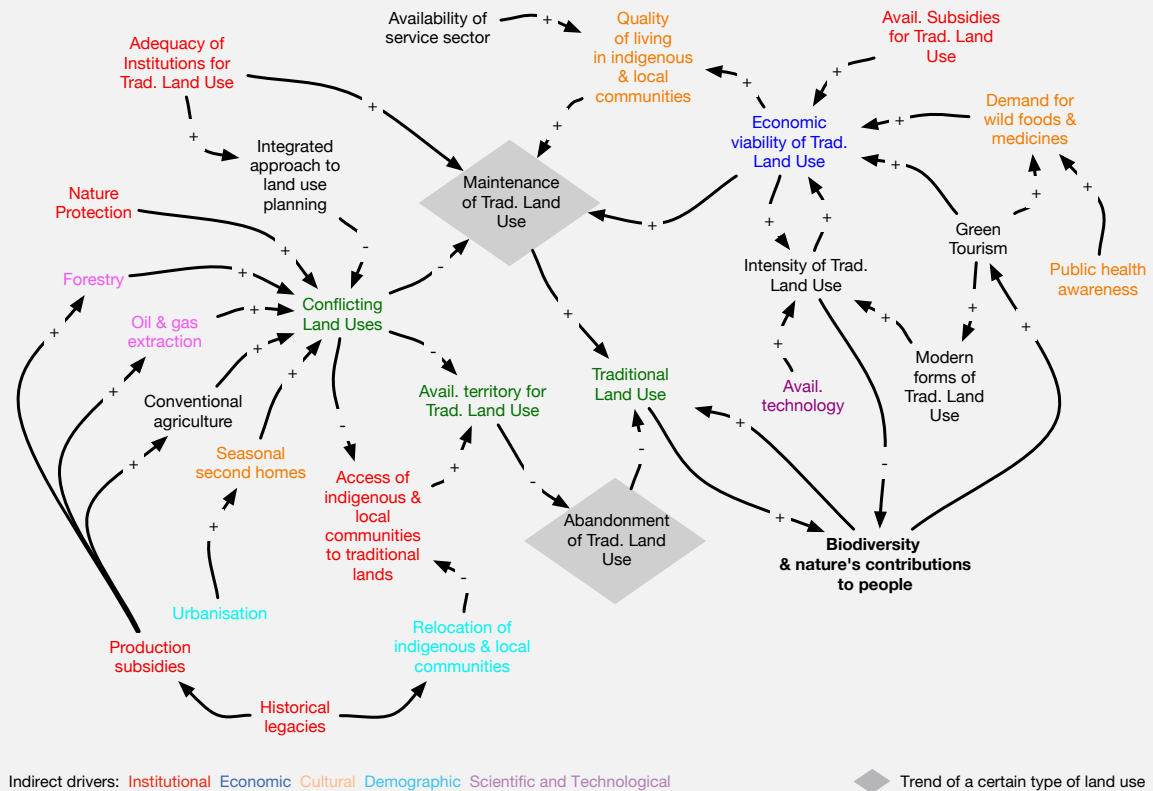 Availability of
service sector
+
Quality
of living
in indigenous
& local
communities
Avail. Subsidies
for Trad. Land
Use
Adequacy of
Institutions for
Trad. Land Use
+
+
+
+
+
Demand for
wild foods &
medicines
+
Economic
viability of Trad.
Land Use
+
Integrated
approach to
land use
planning
Maintenance
of Trad. Land
Use
+
+
+
Nature
Protection
+
+
+
Green
Tourism
+
-
-
Intensity of Trad.
Land Use
Public health
awareness
Forestry
+
Conflicting
Land Uses
+
Oil & gas
extraction
+
+
+
+
+
+
-
+
Modern
forms of
Trad. Land
Use
Traditional
Land Use
Avail.
technology
+
+
Avail. territory for
Trad. Land Use
Conventional
agriculture
-
+
Seasonal
second homes
+
+
-
-
-
Access of
indigenous &
local
communities
to traditional
lands
+
Abandonment
of Trad. Land
Use
+
Biodiversity
& nature's contributions
to people
-
Urbanisation
Relocation of
indigenous & local
communities
Production
subsidies
Historical
legacies
Indirect drivers: Institutional Economic Cultural Demographic Scientific and Technological
Trend of a certain type of land use